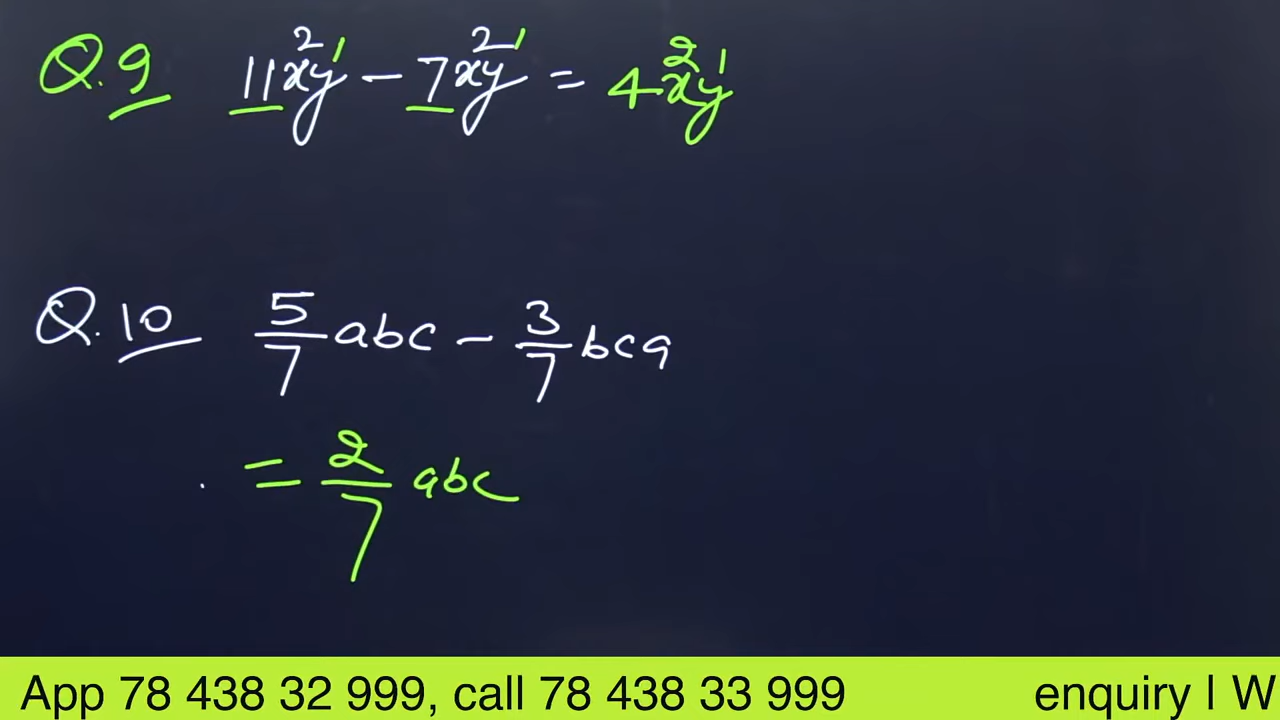 Q.9 11x²y¹ – 7x²y¹ = 4x²y¹
Q.10 5/7 abc – 3/7 bca
= 2/7 abc
App 78 438 32 999, call 78 438 33 999 enquiry I W